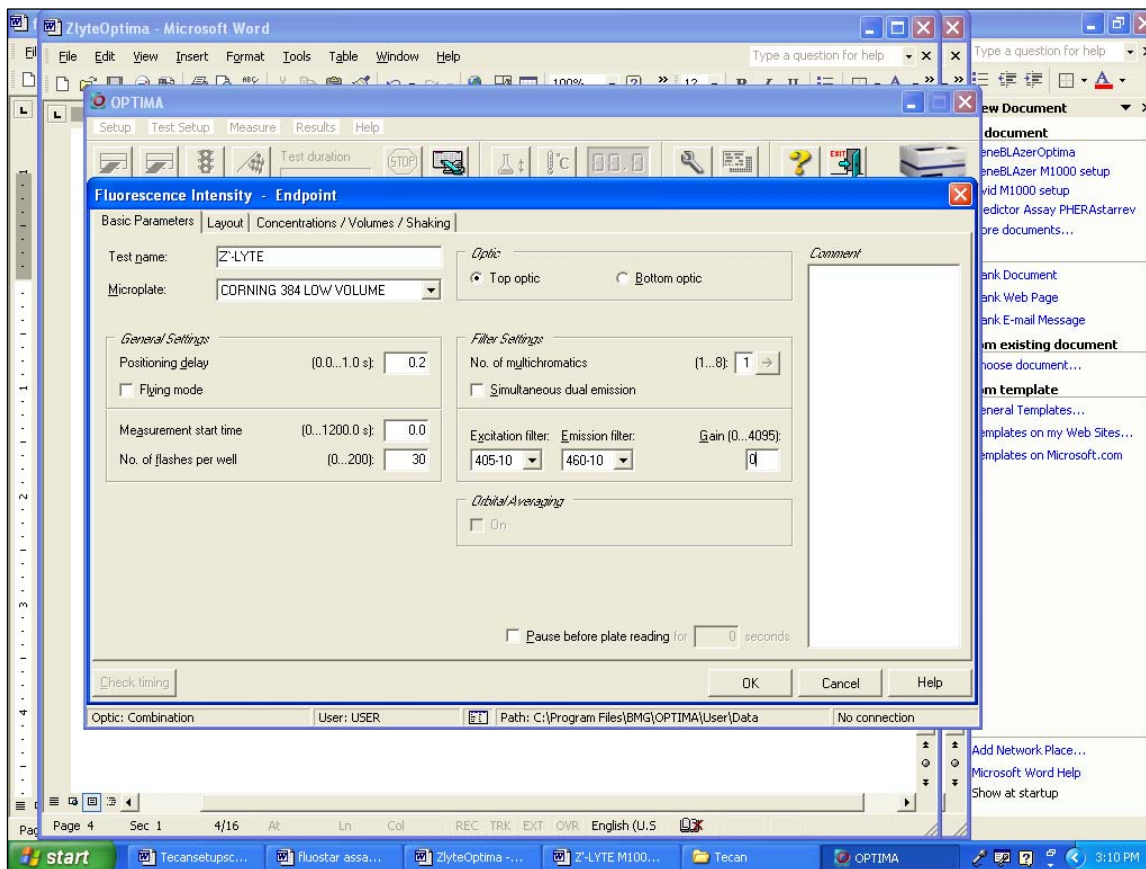 ZlyteOptima - Microsoft Word
File Edit View Insert Format Tools Table Window Help
Type a question for help
Type a question for help
100%
12
OPTIMA
Setup Test Setup Measure Results Help
Test duration
STOP
°C
EXIT
Fluorescence Intensity - Endpoint
Basic Parameters Layout Concentrations / Volumes / Shaking
Test name: Z'-LYTE
Microplate: CORNING 384 LOW VOLUME
Optic
Top optic Bottom optic
Comment
General Settings
Positioning delay (0.0...1.0 s): 0.2
Flying mode
Measurement start time (0...1200.0 s): 0.0
No. of flashes per well (0...200): 30
Filter Settings
No. of multichromatics (1...8): 1
Simultaneous dual emission
Excitation filter: Emission filter: Gain (0...4095):
405-10 460-10 0
Orbital Averaging
On
Pause before plate reading for 0 seconds
Check timing
OK Cancel Help
Optic: Combination User: USER Path: C:\Program Files\BMG\OPTIMA\User\Data No connection
ew Document
document
eneBLAzerOptima
eneBLAzer M1000 setup
vid M1000 setup
edictor Assay PHERAstarrev
ore documents...
ank Document
ank Web Page
ank E-mail Message
om existing document
hoose document...
om template
eneral Templates...
emplates on my Web Sites...
emplates on Microsoft.com
Add Network Place...
Microsoft Word Help
Show at startup
Page 4 Sec 1 4/16 At Ln Col REC TRK EXT OVR English (U.S
start Tecansetupsc... fluostar assa... ZlyteOptima -... Z'-LYTE M100... Tecan OPTIMA 3:10 PM